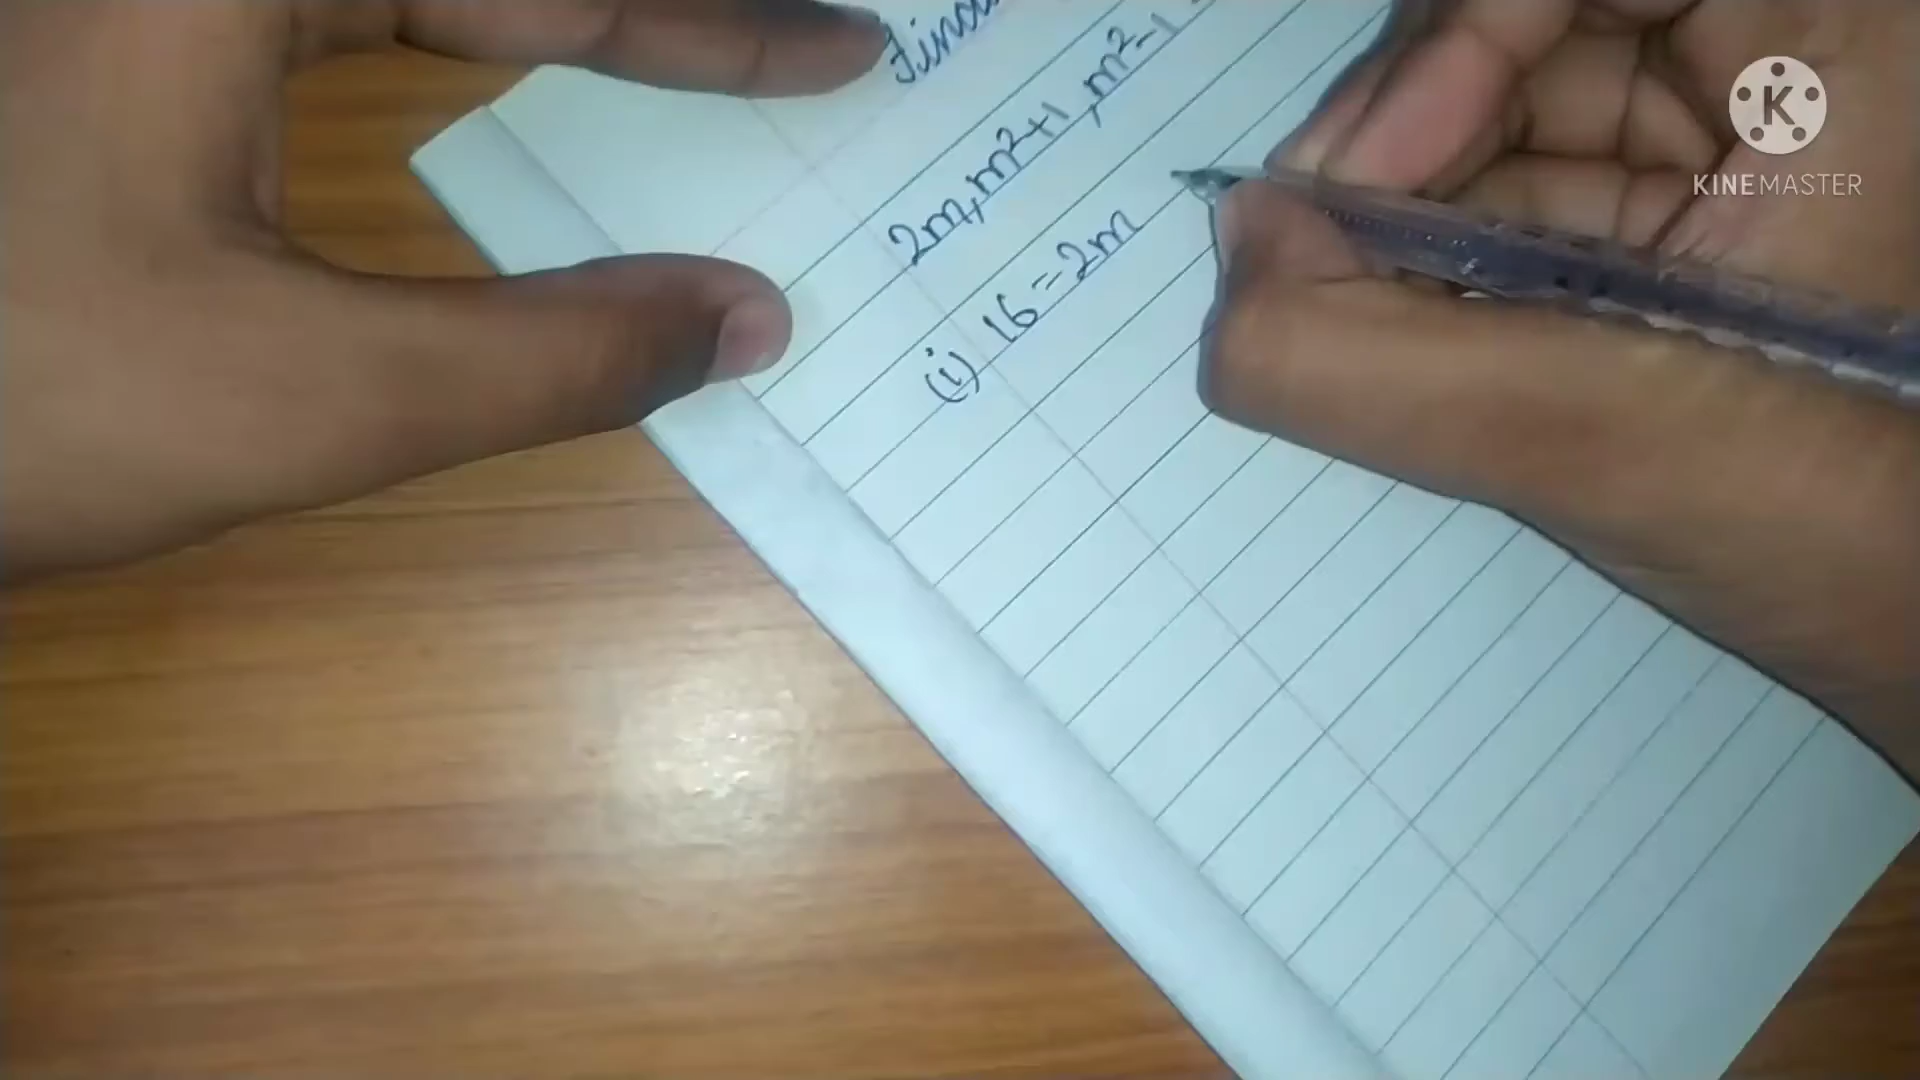 2m, m²+1, m²-1
(i) 16 = 2m
K
KINEMASTER